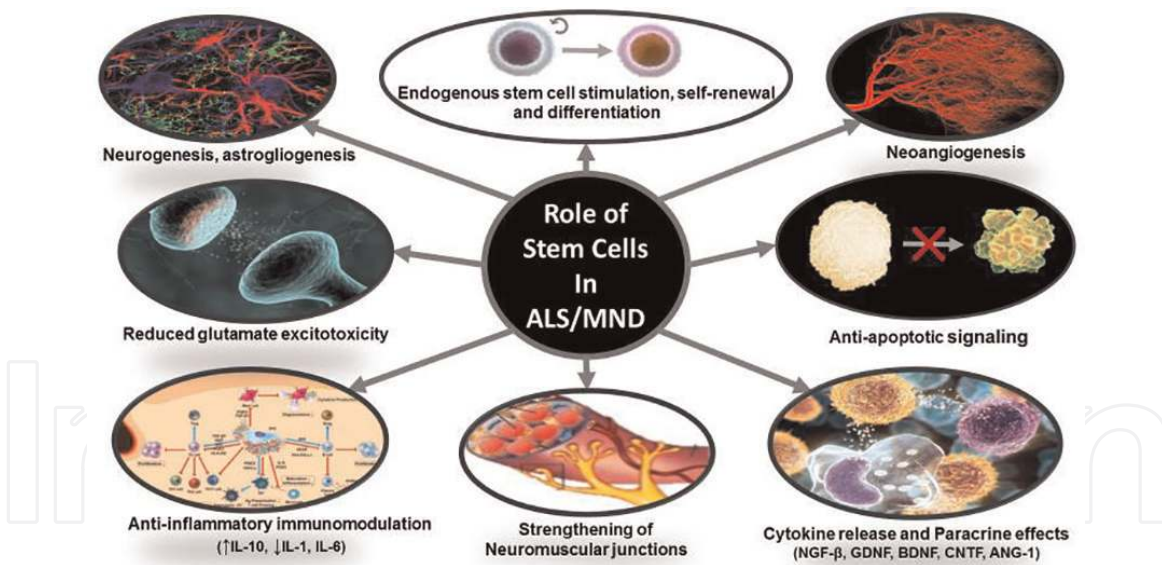 Endogenous stem cell stimulation, self-renewal
and differentiation
Neurogenesis, astrogliogenesis
Neoangiogenesis
Role of
Stem Cells
In
ALS/MND
Reduced glutamate excitotoxicity
Anti-apoptotic signaling
Anti-inflammatory immunomodulation
(↑IL-10, ↓IL-1, IL-6)
Strengthening of
Neuromuscular junctions
Cytokine release and Paracrine effects
(NGF-β, GDNF, BDNF, CNTF, ANG-1)